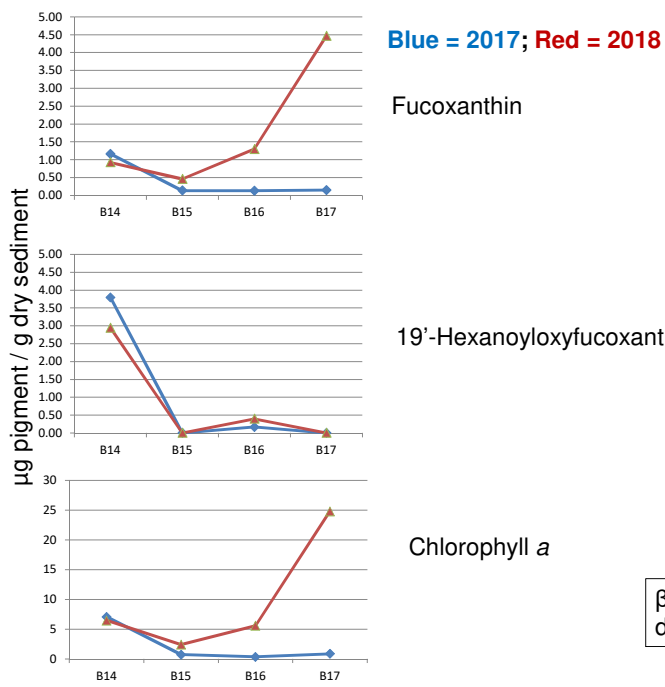 Blue = 2017; Red = 2018
µg pigment / g dry sediment
5.00
4.50
4.00
3.50
3.00
2.50
2.00
1.50
1.00
0.50
0.00
B14 B15 B16 B17
Fucoxanthin
5.00
4.50
4.00
3.50
3.00
2.50
2.00
1.50
1.00
0.50
0.00
B14 B15 B16 B17
19’-Hexanoyloxyfucoxant
30
25
20
15
10
5
0
B14 B15 B16 B17
Chlorophyll a
β
d